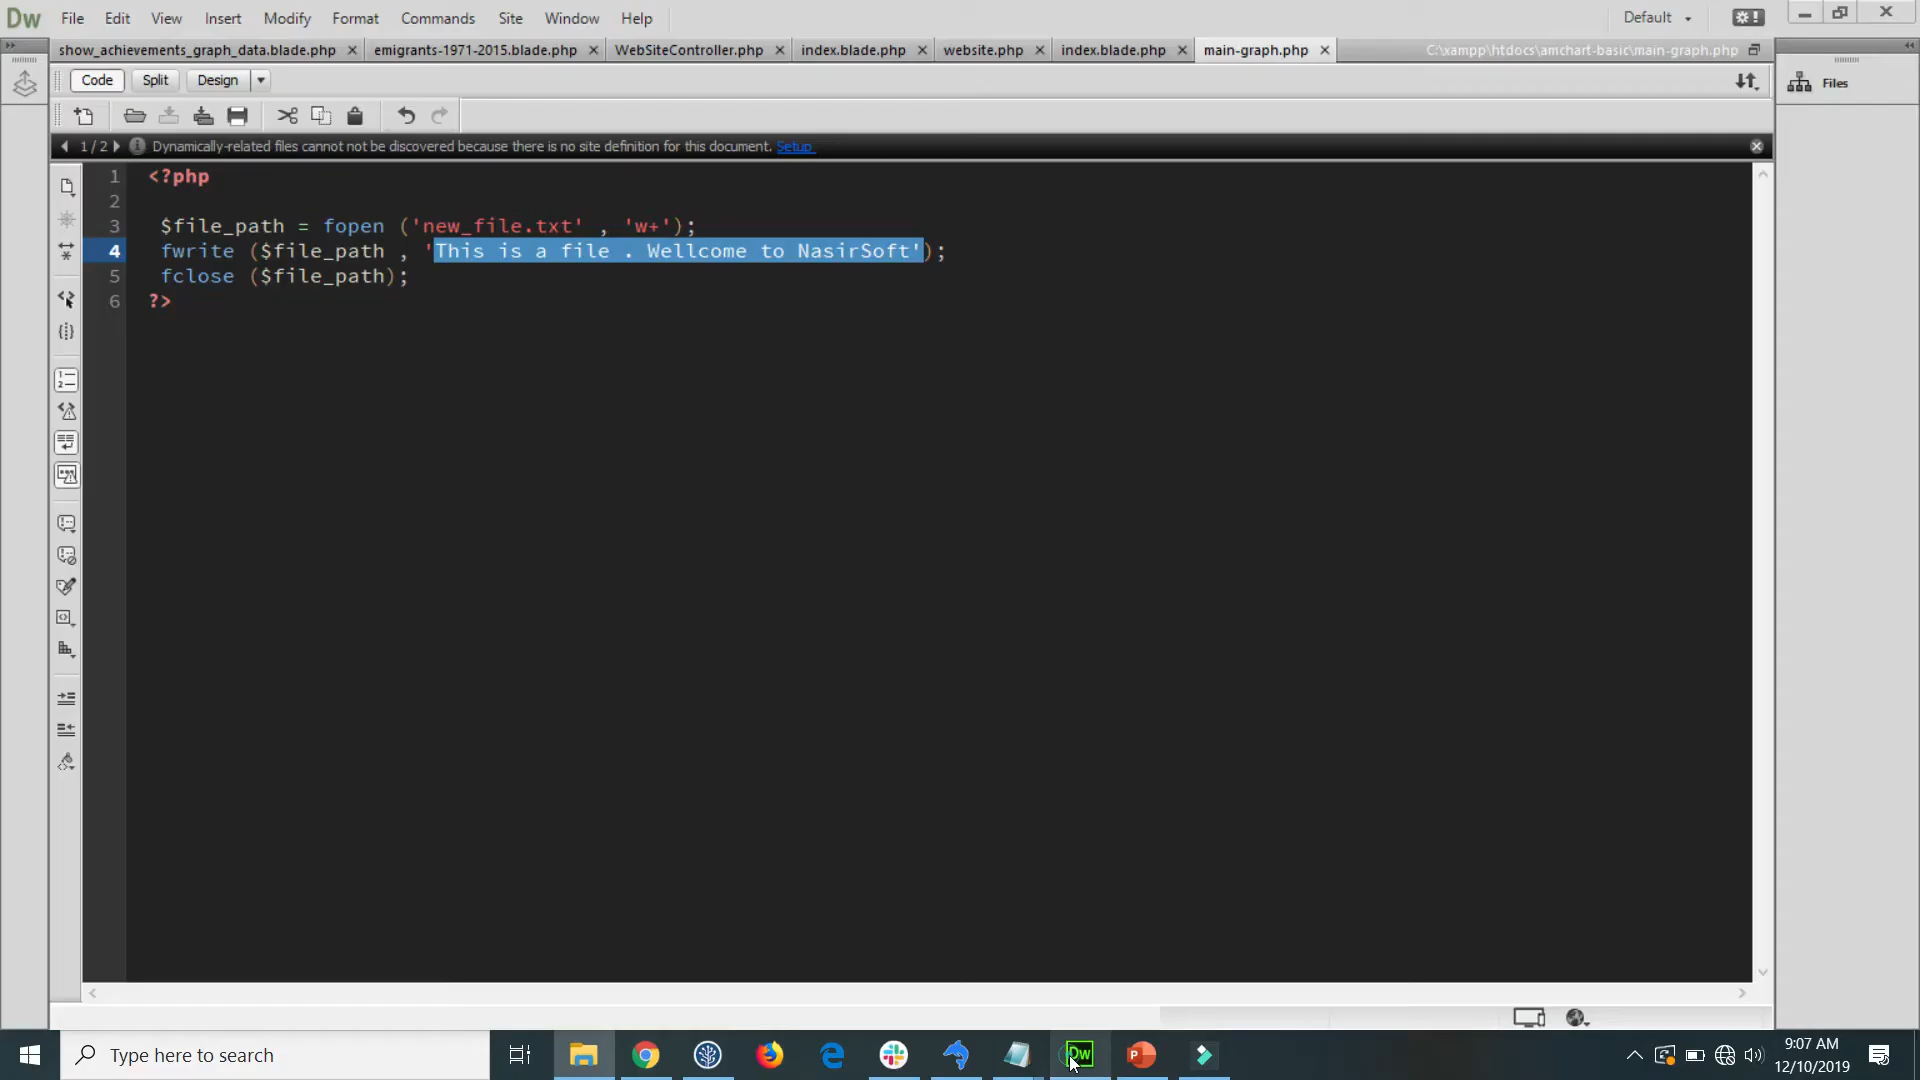 Dw File Edit View Insert Modify Format Commands Site Window Help Default
show_achievements_graph_data.blade.php emigrants-1971-2015.blade.php WebSiteController.php index.blade.php website.php index.blade.php main-graph.php C:\xampp\htdocs\amchart-basic\main-graph.php
Code Split Design
Files
1 / 2 Dynamically-related files cannot not be discovered because there is no site definition for this document. Setup
1 <?php
2
3 $file_path = fopen ('new_file.txt' , 'w+');
4 fwrite ($file_path , 'This is a file . Wellcome to NasirSoft');
5 fclose ($file_path);
6 ?>
Type here to search
Dw
9:07 AM
12/10/2019